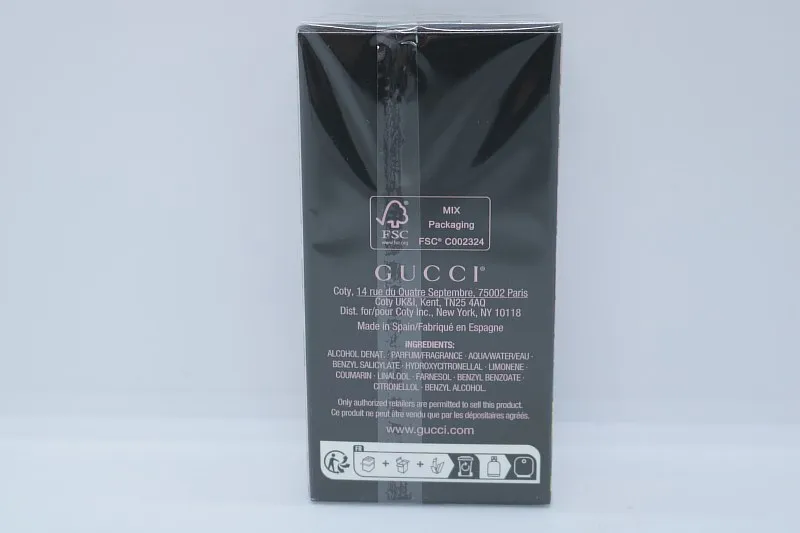 MIX
Packaging
FSC® C002324
FSC
www.fsc.org
GUCCI®
Coty, 14 rue du Quatre Septembre, 75002 Paris
Coty UK&I, Kent, TN25 4AQ
Dist. for/pour Coty Inc., New York, NY 10118
Made in Spain/Fabriqué en Espagne
INGREDIENTS:
ALCOHOL DENAT. · PARFUM/FRAGRANCE · AQUA/WATER/EAU ·
BENZYL SALICYLATE · HYDROXYCITRONELLAL · LIMONENE ·
COUMARIN · LINALOOL · FARNESOL · BENZYL BENZOATE ·
CITRONELLOL · BENZYL ALCOHOL.
Only authorized retailers are permitted to sell this product.
Ce produit ne peut être vendu que par les dépositaires agréés.
www.gucci.com
FR
+ +